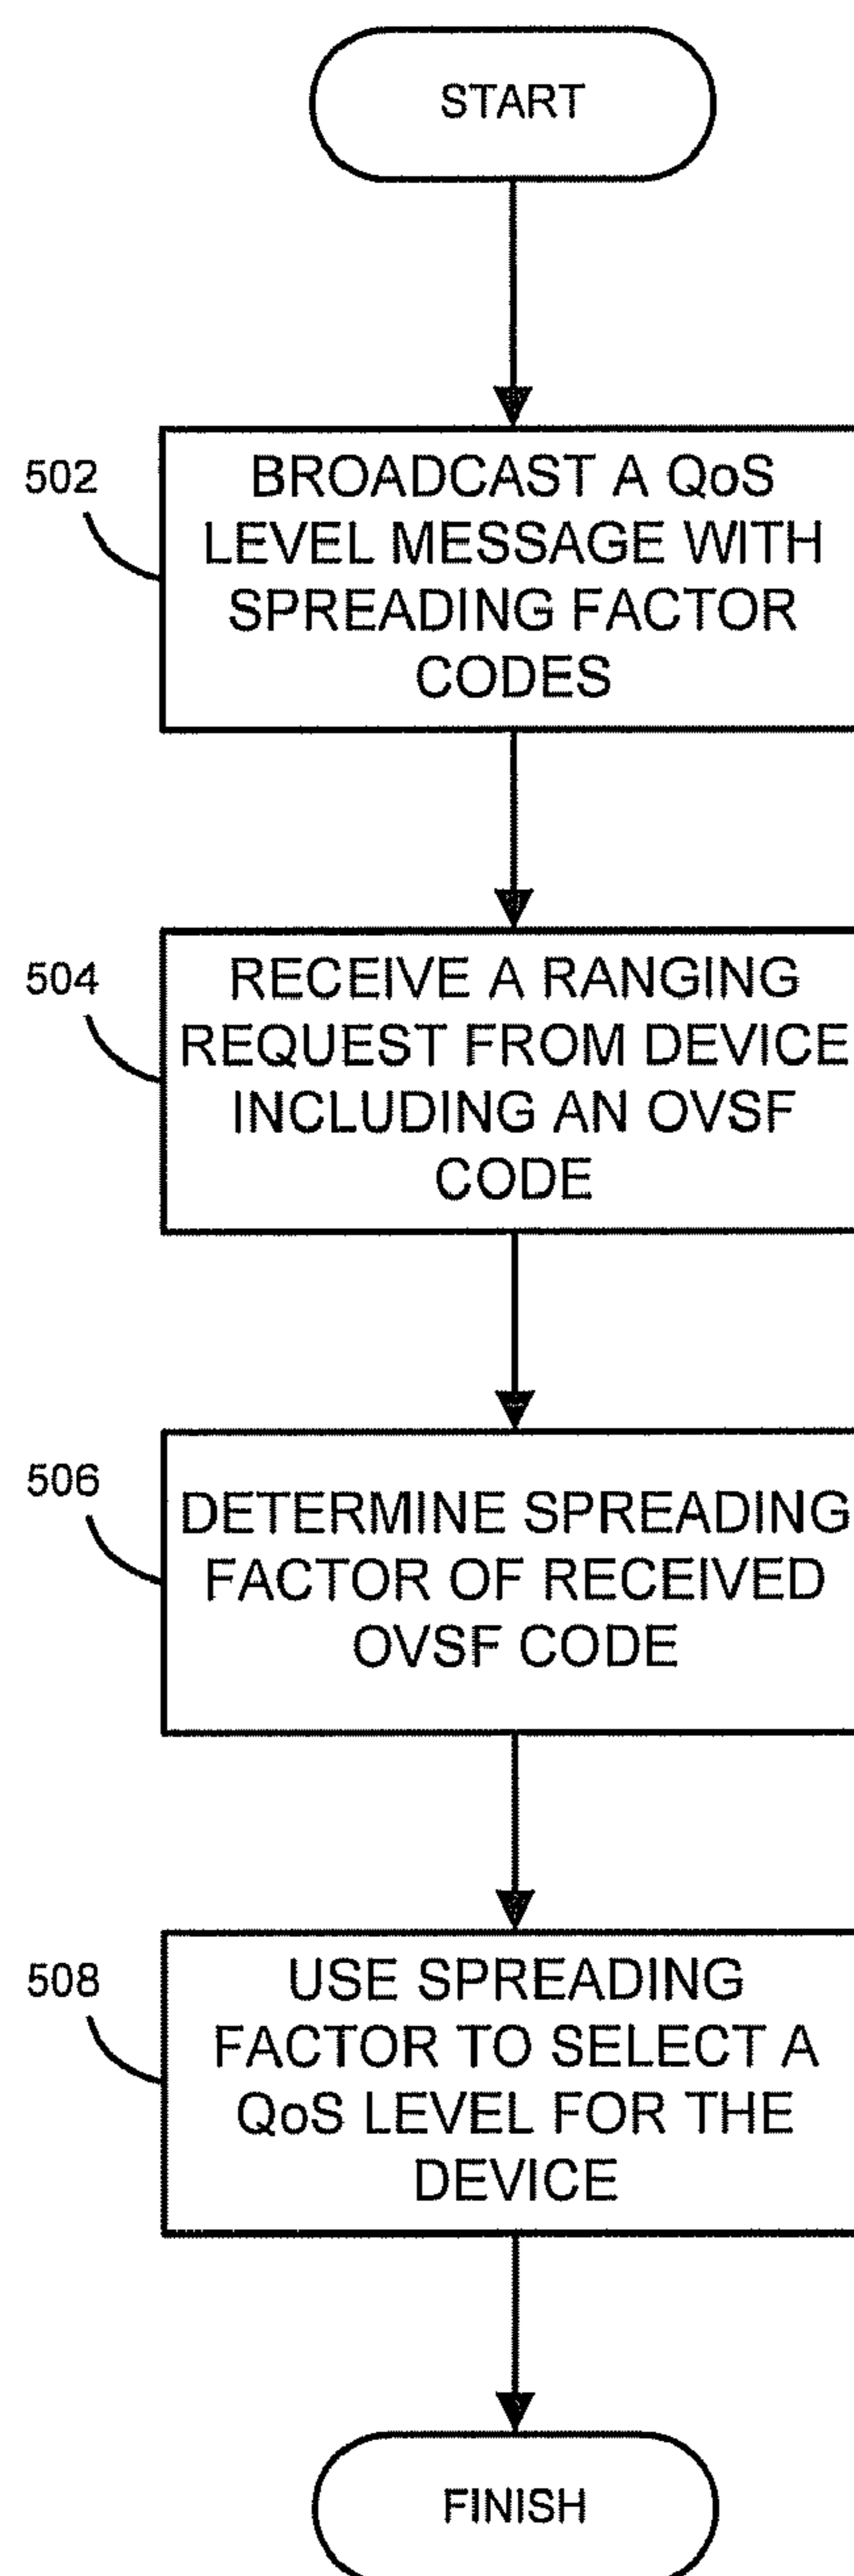 START
502
BROADCAST A QoS
LEVEL MESSAGE WITH
SPREADING FACTOR
CODES
504
RECEIVE A RANGING
REQUEST FROM DEVICE
INCLUDING AN OVSF
CODE
506
DETERMINE SPREADING
FACTOR OF RECEIVED
OVSF CODE
508
USE SPREADING
FACTOR TO SELECT A
QoS LEVEL FOR THE
DEVICE
FINISH